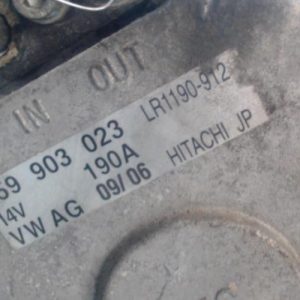 IN OUT
59 903 023 LR1190-912
14V 190A HITACHI JP
VW AG 09/06